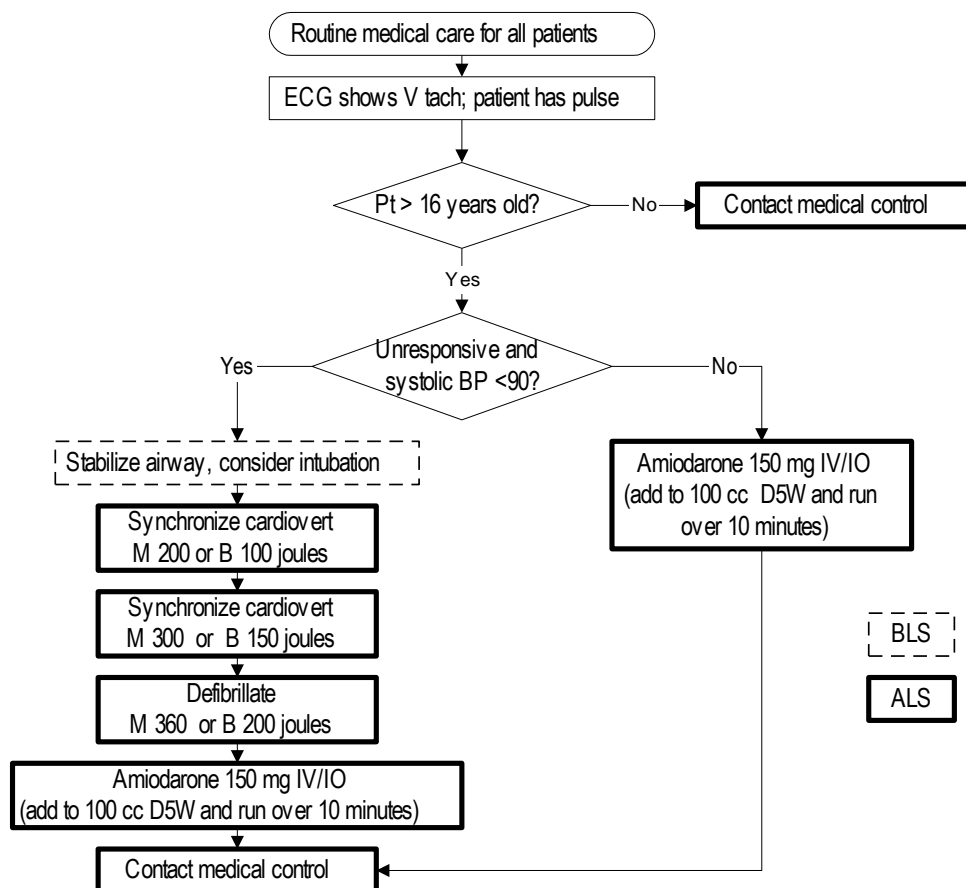 Routine medical care for all patients
ECG shows V tach; patient has pulse
Pt > 16 years old?
No
Contact medical control
Yes
Unresponsive and
systolic BP <90?
Yes
No
Stabilize airway, consider intubation
Synchronize cardiovert
M 200 or B 100 joules
Synchronize cardiovert
M 300 or B 150 joules
Defibrillate
M 360 or B 200 joules
Amiodarone 150 mg IV/IO
(add to 100 cc D5W and run over 10 minutes)
Contact medical control
Amiodarone 150 mg IV/IO
(add to 100 cc D5W and run
over 10 minutes)
BLS
ALS